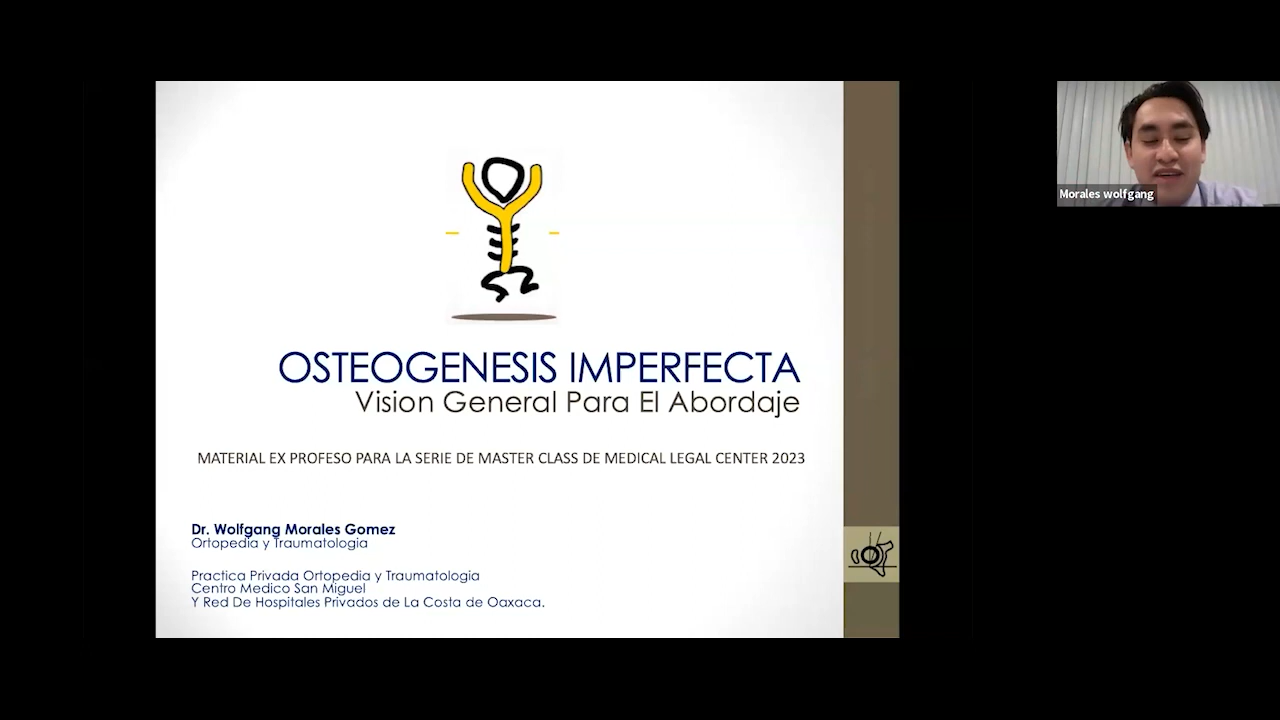 OSTEOGENESIS IMPERFECTA
Vision General Para El Abordaje
MATERIAL EX PROFESO PARA LA SERIE DE MASTER CLASS DE MEDICAL LEGAL CENTER 2023
Dr. Wolfgang Morales Gomez
Ortopedia y Traumatologia
Practica Privada Ortopedia y Traumatologia
Centro Medico San Miguel
Y Red De Hospitales Privados de La Costa de Oaxaca.
Morales wolfgang